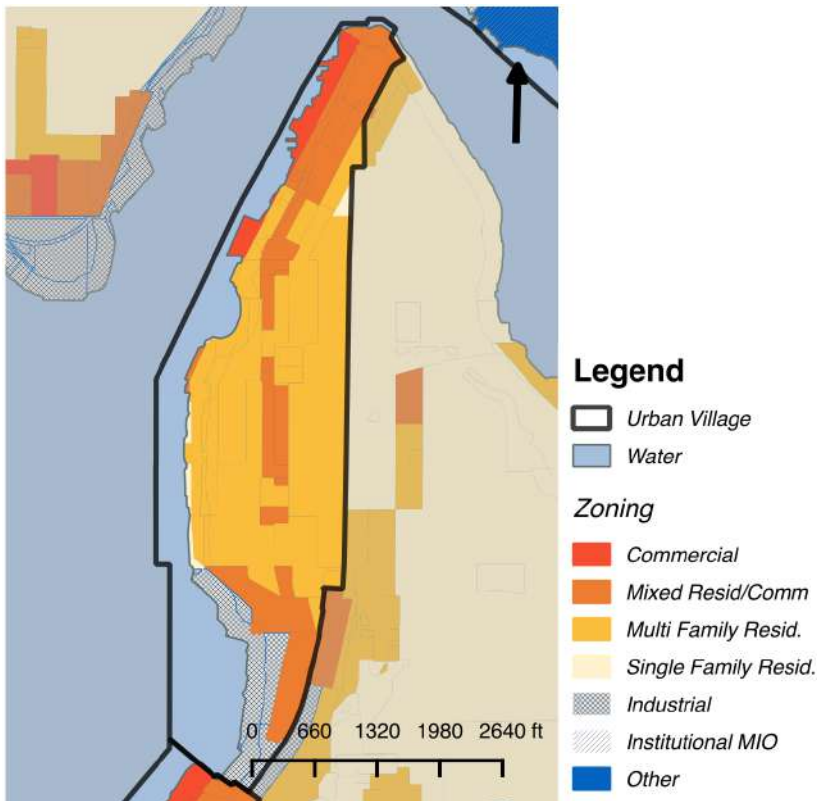 Legend
Urban Village
Water
Zoning
Commercial
Mixed Resid/Comm
Multi Family Resid.
Single Family Resid.
Industrial
Institutional MIO
Other
0 660 1320 1980 2640 ft